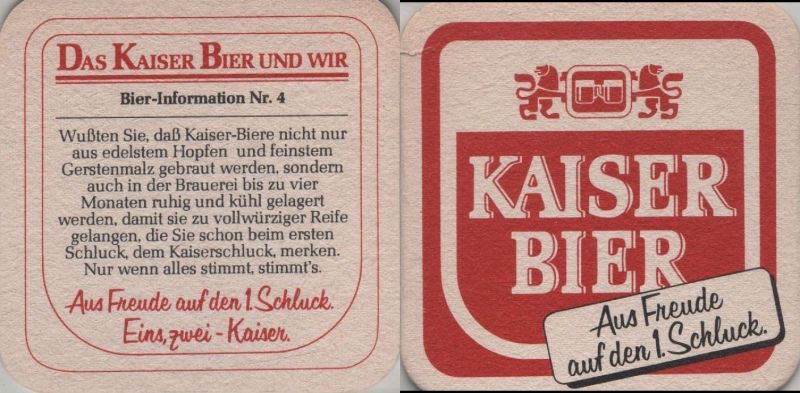 DAS KAISER BIER UND WIR
Bier-Information Nr. 4
Wußten Sie, daß Kaiser-Biere nicht nur
aus edelstem Hopfen und feinstem
Gerstenmalz gebraut werden, sondern
auch in der Brauerei bis zu vier
Monaten ruhig und kühl gelagert
werden, damit sie zu vollwürziger Reife
gelangen, die Sie schon beim ersten
Schluck, dem Kaiserschluck, merken.
Nur wenn alles stimmt, stimmt's.
Aus Freude auf den 1. Schluck.
Eins, zwei - Kaiser.
KAISER
BIER
Aus Freude
auf den 1. Schluck.